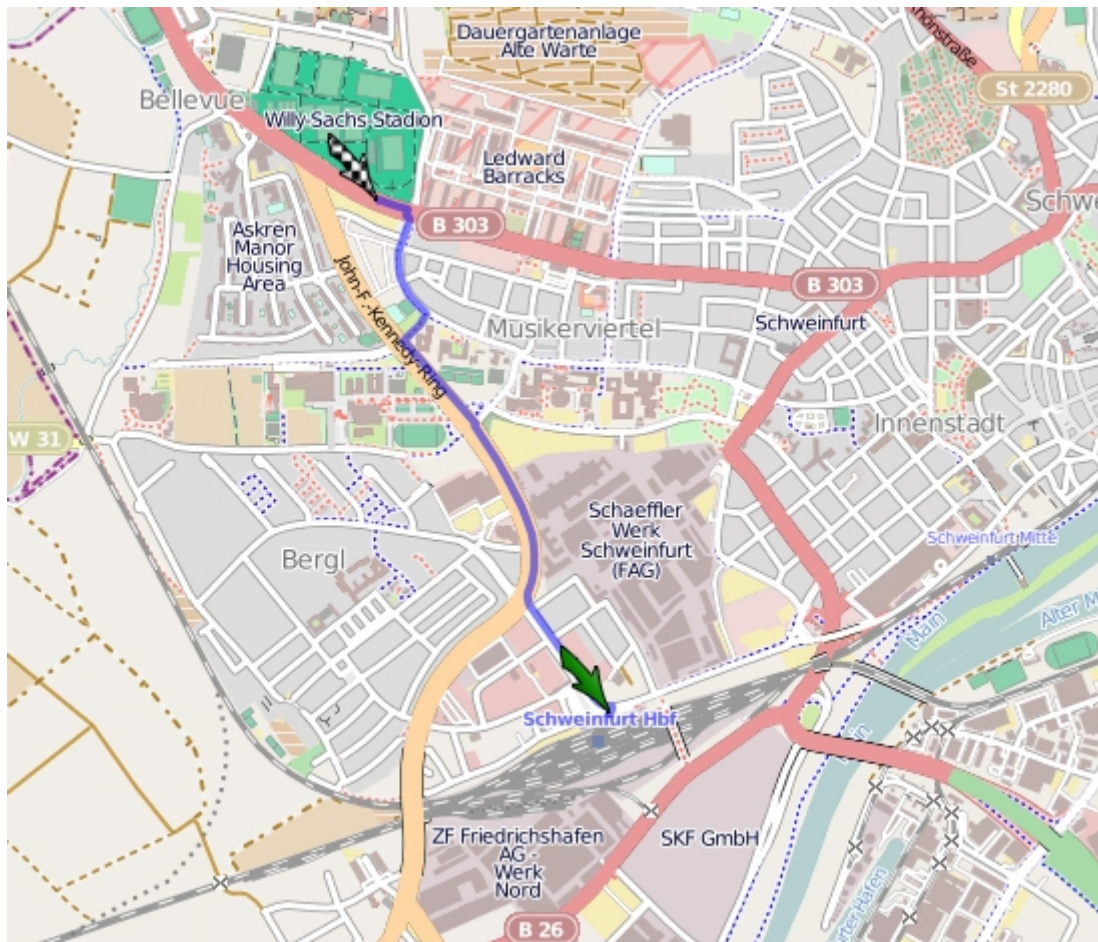 Dauergartenanlage
Alte Warte
St 2280
Bellevue
Willy-Sachs-Stadion
Ledward
Barracks
Schwe
B 303
Askren
Manor
Housing
Area
John-F.-Kennedy-Ring
B 303
Schweinfurt
Musikerviertel
Innenstadt
W 31
Schaeffler
Werk
Schweinfurt
(FAG)
Schweinfurt Mitte
Bergl
Main
Alter M
Schweinfurt Hbf
ZF Friedrichshafen
AG -
Werk
Nord
SKF GmbH
B 26